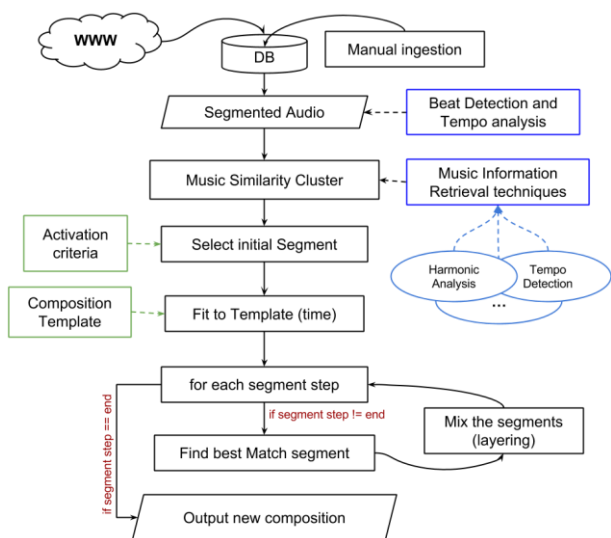 WWW
DB
Manual ingestion
Segmented Audio
Beat Detection and
Tempo analysis
Music Similarity Cluster
Music Information
Retrieval techniques
Activation
criteria
Select initial Segment
Harmonic
Analysis
Tempo
Detection
...
Composition
Template
Fit to Template (time)
for each segment step
if segment step != end
if segment step == end
Mix the segments
(layering)
Find best Match segment
Output new composition